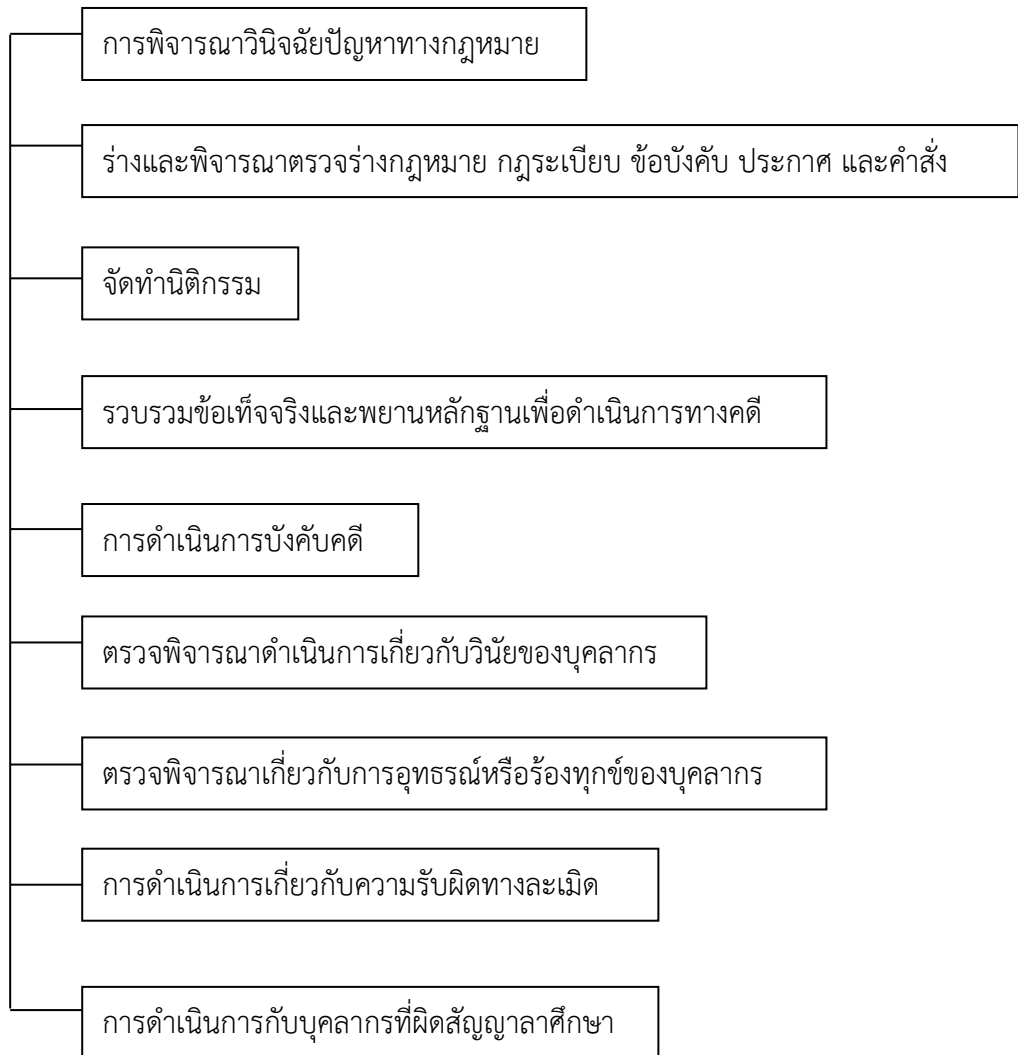 การพิจารณาวินิจฉัยปัญหาทางกฎหมาย
ร่างและพิจารณาตรวจร่างกฎหมาย กฎระเบียบ ข้อบังคับ ประกาศ และคำสั่ง
จัดทำนิติกรรม
รวบรวมข้อเท็จจริงและพยานหลักฐานเพื่อดำเนินการทางคดี
การดำเนินการบังคับคดี
ตรวจพิจารณาดำเนินการเกี่ยวกับวินัยของบุคลากร
ตรวจพิจารณาเกี่ยวกับการอุทธรณ์หรือร้องทุกข์ของบุคลากร
การดำเนินการเกี่ยวกับความรับผิดทางละเมิด
การดำเนินการกับบุคลากรที่ผิดสัญญาลาศึกษา